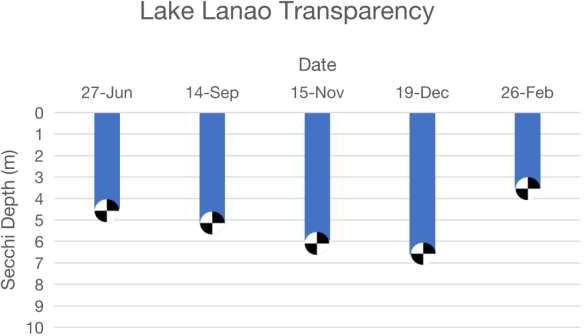 Lake Lanao Transparency
Date
27-Jun 14-Sep 15-Nov 19-Dec 26-Feb
Secchi Depth (m)
0
1
2
3
4
5
6
7
8
9
10